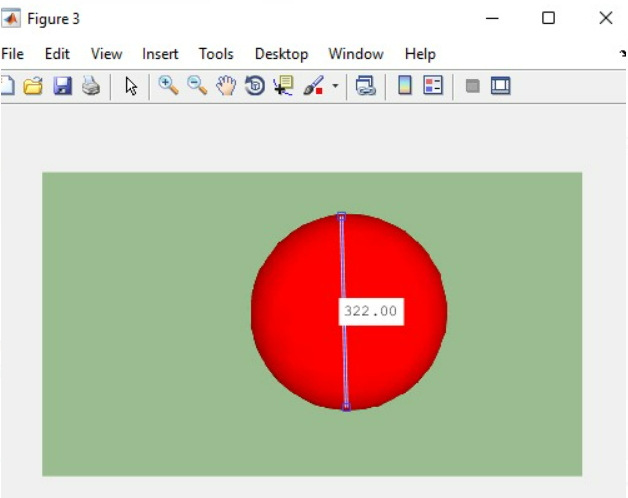 Figure 3
File Edit View Insert Tools Desktop Window Help
322.00